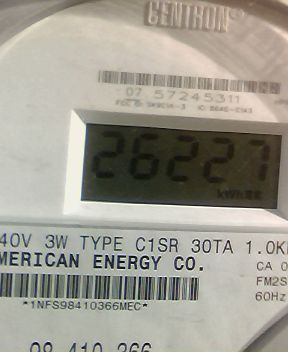 CENTRON
07 57245311
26227
kWh
40V 3W TYPE C1SR 30TA 1.0K
MERICAN ENERGY CO.
CA 0
FM2S
60Hz
*1NFS98410366MEC*
98 410 366